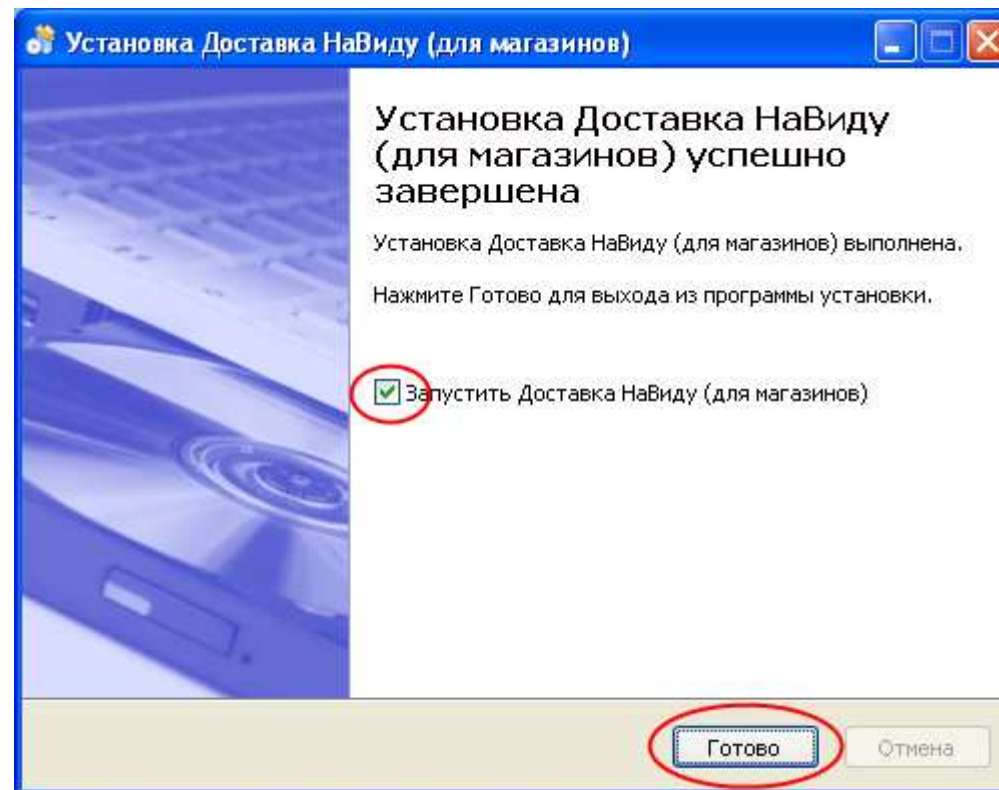 Установка Доставка НаВиду (для магазинов)
Установка Доставка НаВиду
(для магазинов) успешно
завершена
Установка Доставка НаВиду (для магазинов) выполнена.
Нажмите Готово для выхода из программы установки.
Запустить Доставка НаВиду (для магазинов)
Готово
Отмена